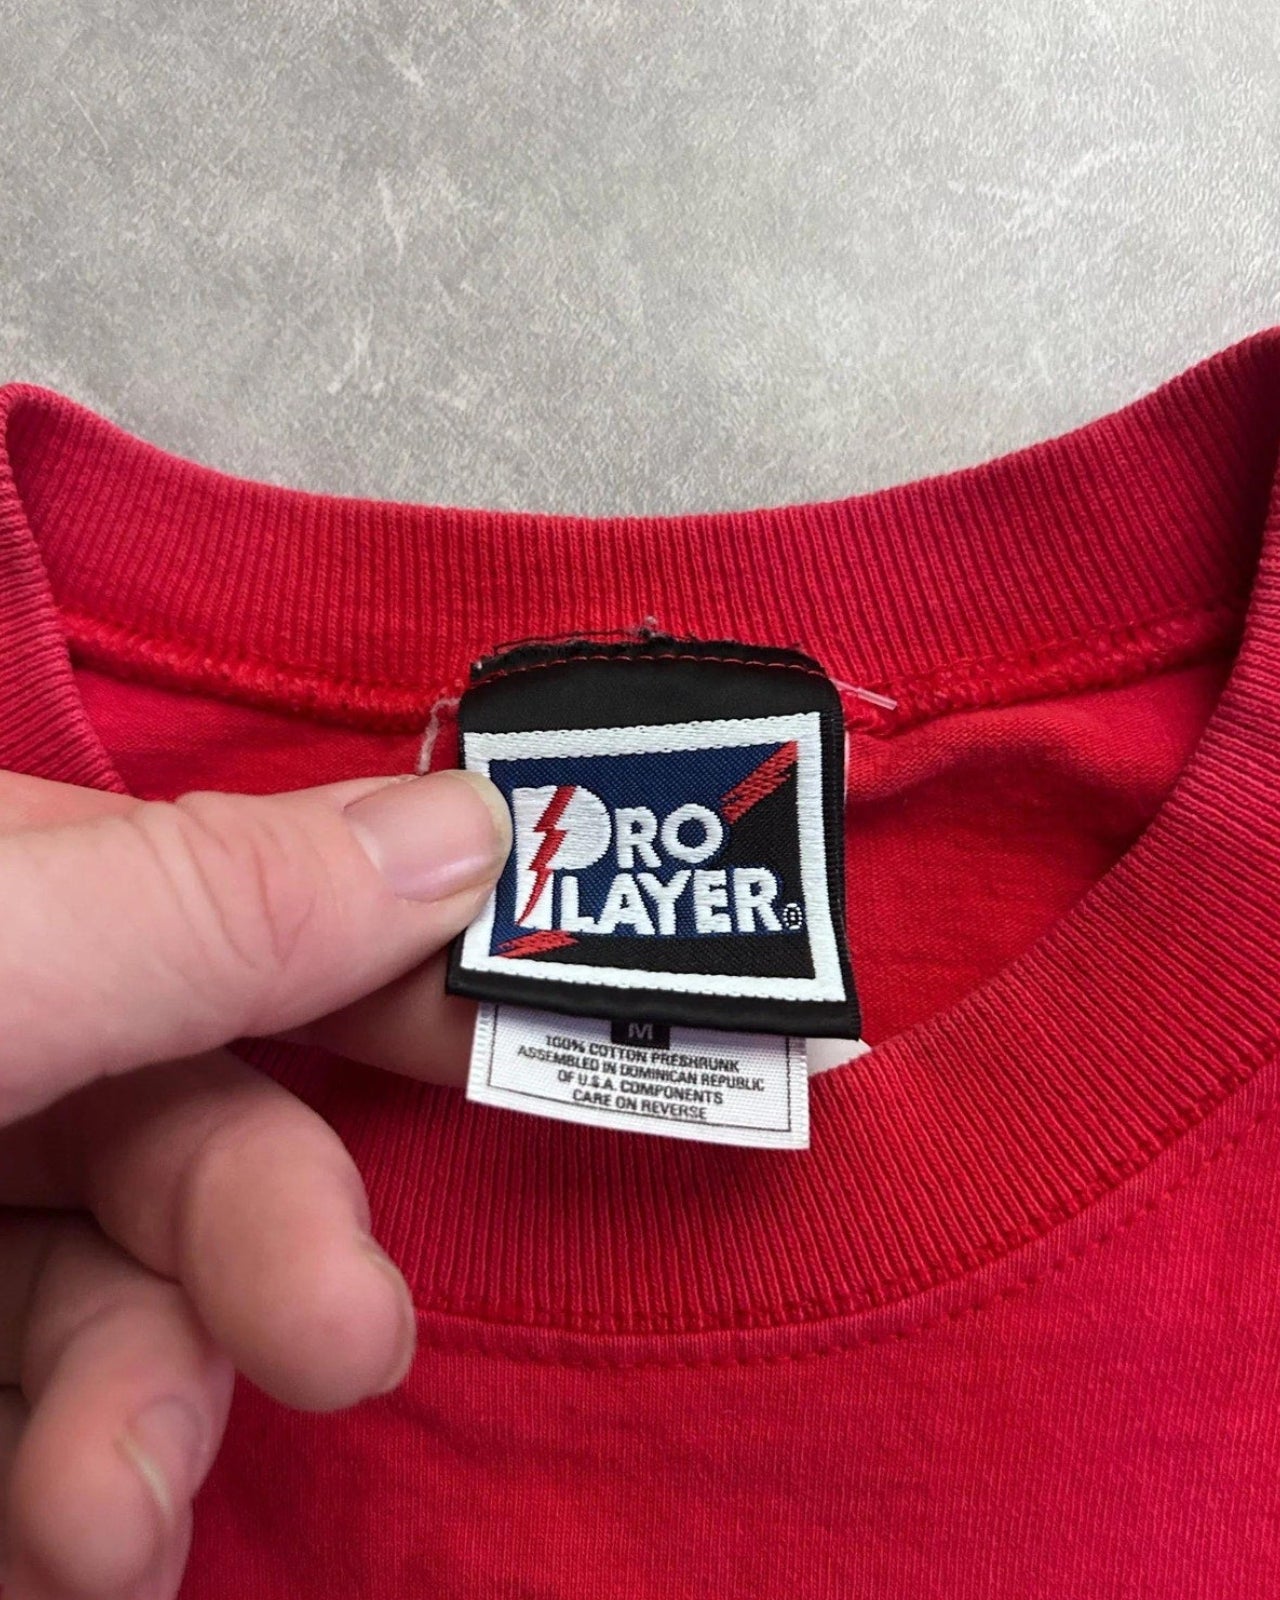 PRO
PLAYER®
M
100% COTTON PRESHRUNK
ASSEMBLED IN DOMINICAN REPUBLIC
OF U.S.A. COMPONENTS
CARE ON REVERSE